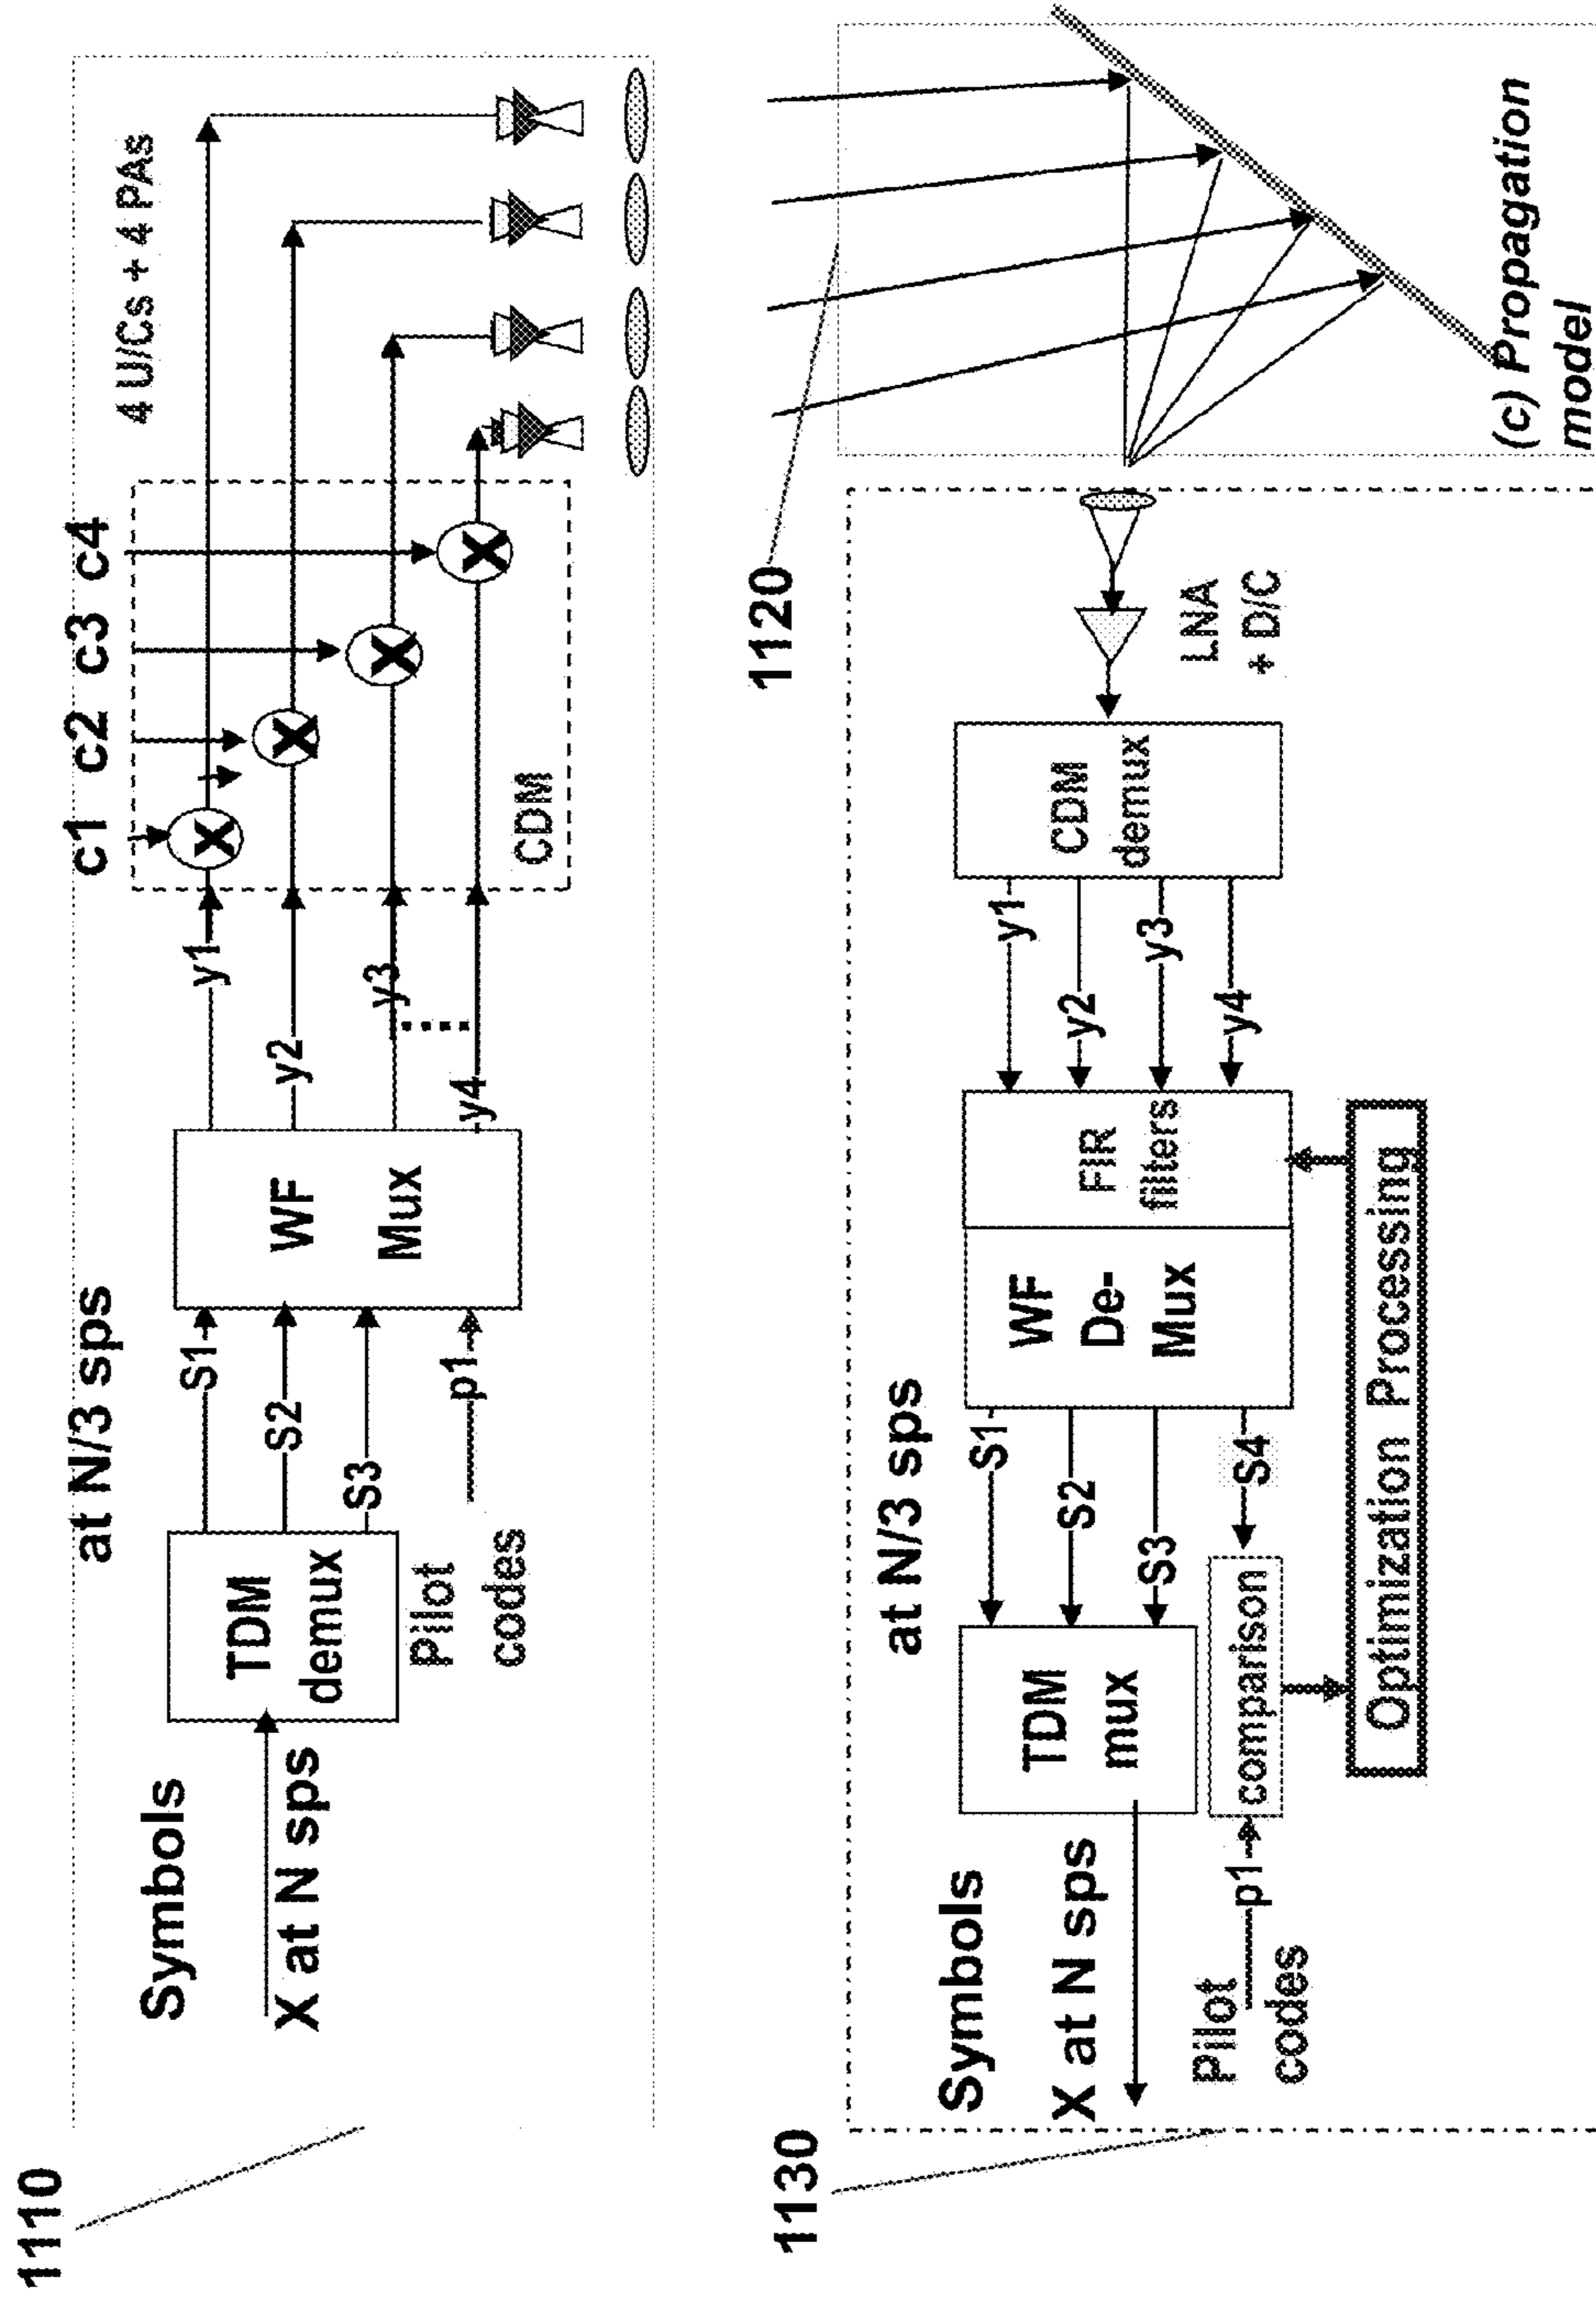 1110
Symbols
X at N sps
TDM
demux
at N/3 sps
S1
S2
S3
Pilot
codes
p1
WF
Mux
y1
y2
y3
y4
c1 c2 c3 c4
X
X
X
X
CDM
4 U/Cs + 4 PAs
1120
(c) Propagation
model
1130
Symbols
X at N sps
TDM
mux
at N/3 sps
S1
S2
S3
S4
Pilot
codes
p1
comparison
Optimization Processing
WF
De-
Mux
FIR
filters
y1
y2
y3
y4
CDM
demux
LNA
+ D/C